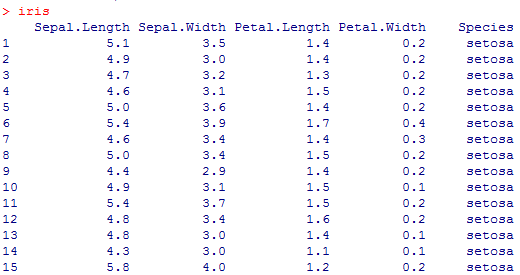 > iris
Sepal.Length Sepal.Width Petal.Length Petal.Width Species
1 5.1 3.5 1.4 0.2 setosa
2 4.9 3.0 1.4 0.2 setosa
3 4.7 3.2 1.3 0.2 setosa
4 4.6 3.1 1.5 0.2 setosa
5 5.0 3.6 1.4 0.2 setosa
6 5.4 3.9 1.7 0.4 setosa
7 4.6 3.4 1.4 0.3 setosa
8 5.0 3.4 1.5 0.2 setosa
9 4.4 2.9 1.4 0.2 setosa
10 4.9 3.1 1.5 0.1 setosa
11 5.4 3.7 1.5 0.2 setosa
12 4.8 3.4 1.6 0.2 setosa
13 4.8 3.0 1.4 0.1 setosa
14 4.3 3.0 1.1 0.1 setosa
15 5.8 4.0 1.2 0.2 setosa